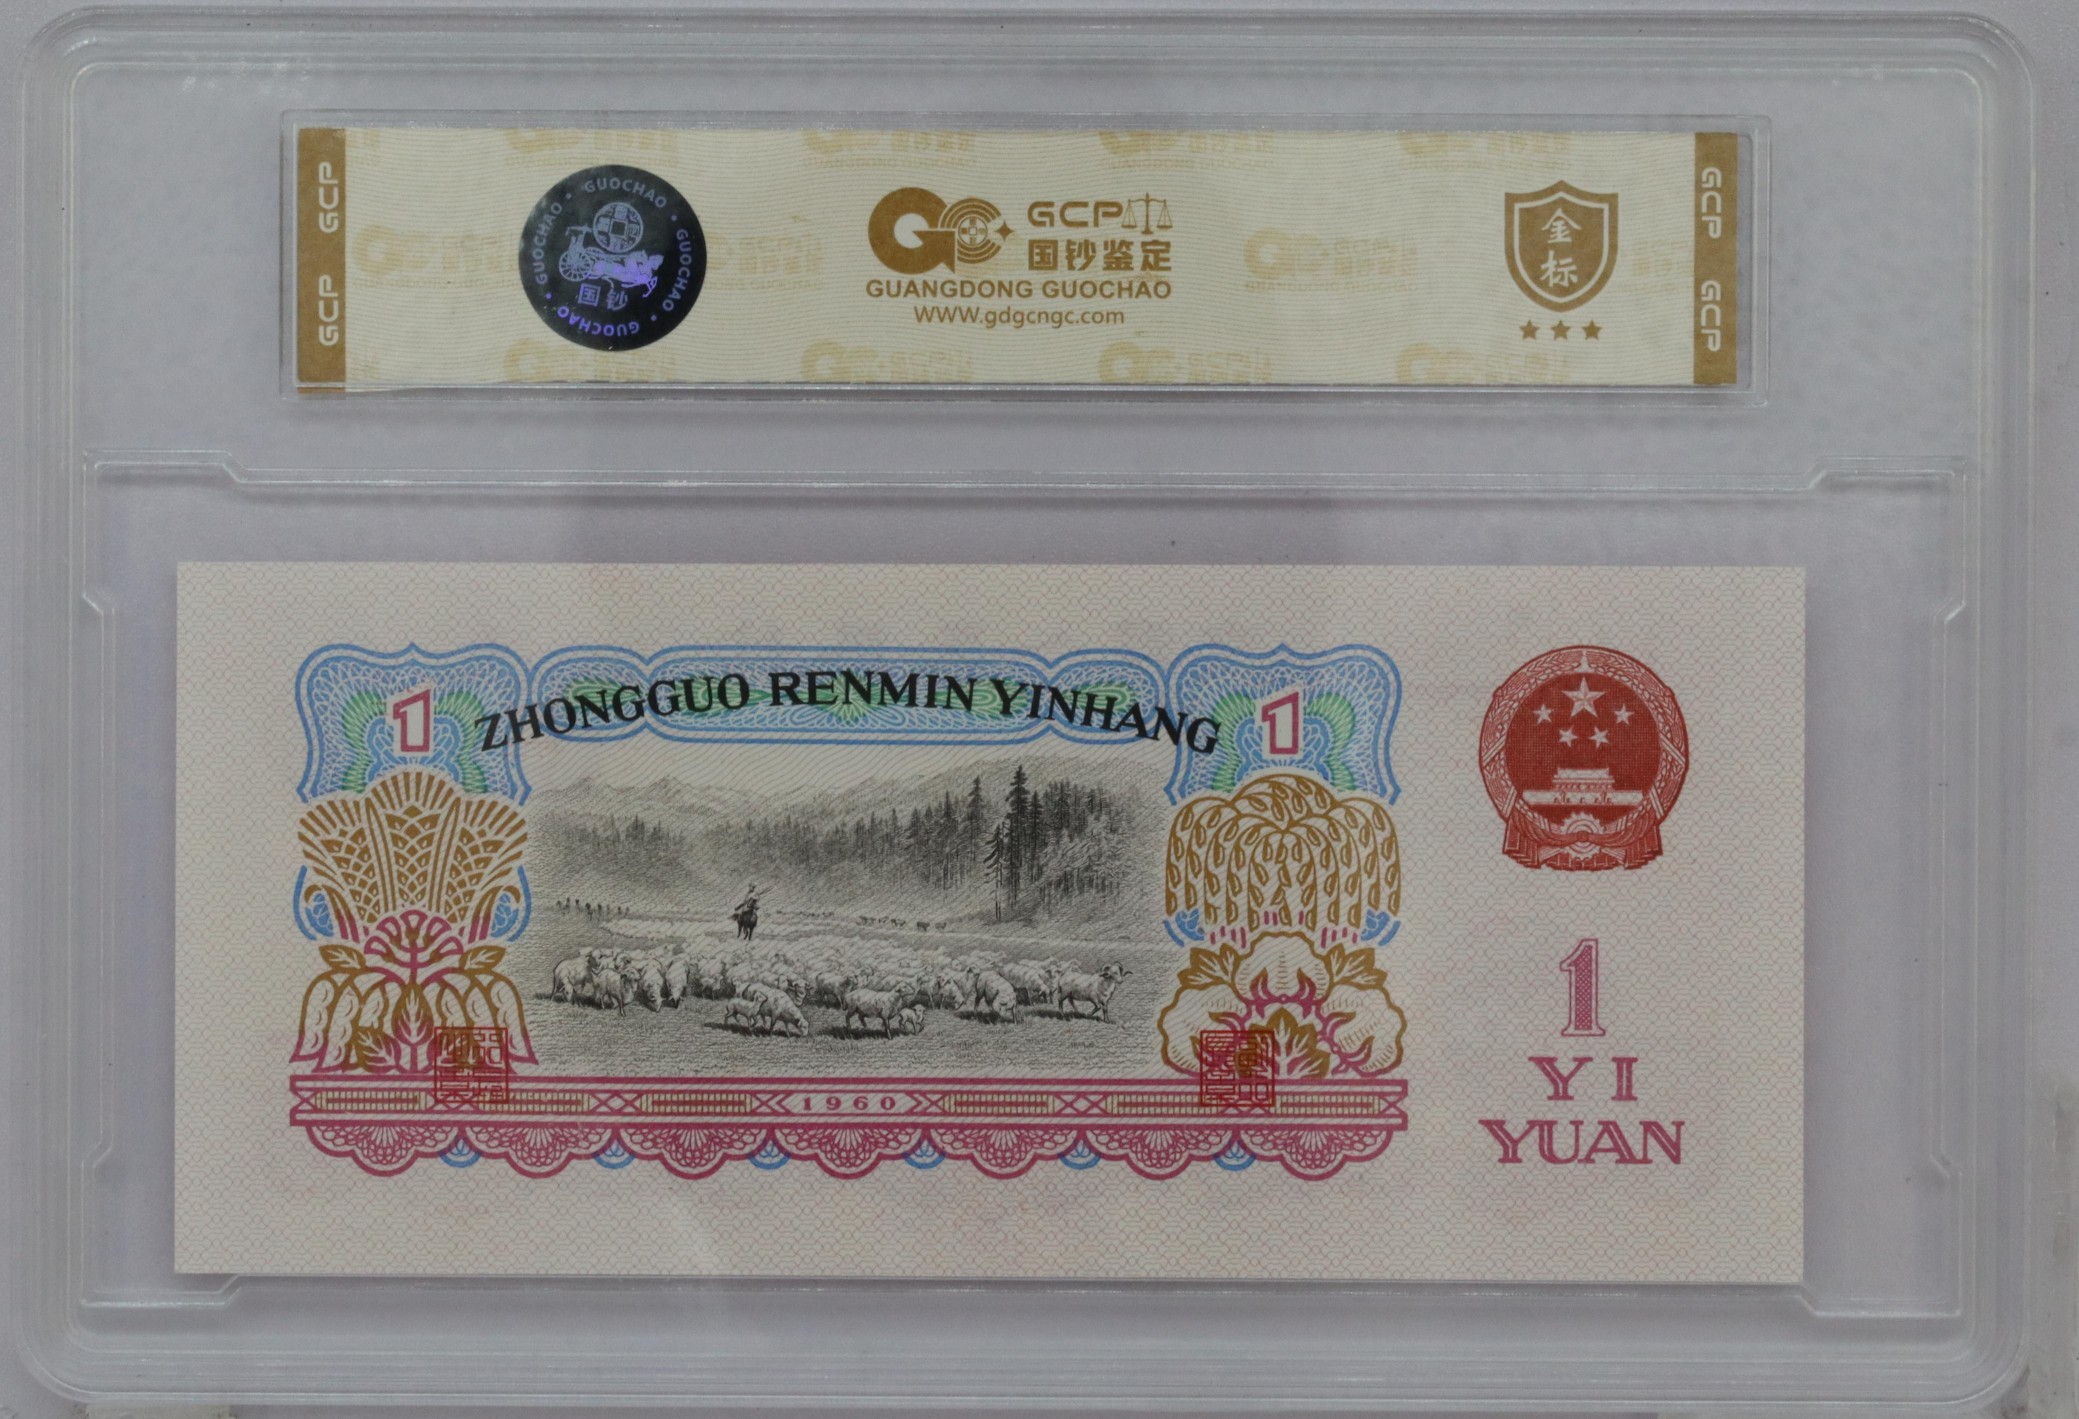 GCP GCP
GUOCHAO · GUOCHAO · GUOCHAO · GUOCHAO
国钞
GCP
国钞鉴定
GUANGDONG GUOCHAO
www.gdgcngc.com
金
标
GCP GCP
ZHONGGUO RENMIN YINHANG
1
1
1960
1
YI
YUAN